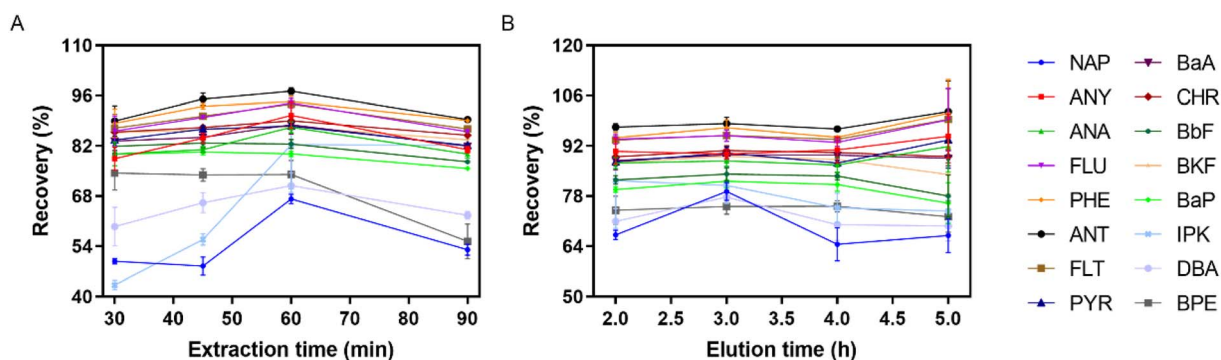 A
110
96
82
68
54
40
Recovery (%)
30 40 50 60 70 80 90
Extraction time (min)
B
120
106
92
78
64
50
Recovery (%)
2.0 2.5 3.0 3.5 4.0 4.5 5.0
Elution time (h)
NAP BaA
ANY CHR
ANA BbF
FLU BKF
PHE BaP
ANT IPK
FLT DBA
PYR BPE